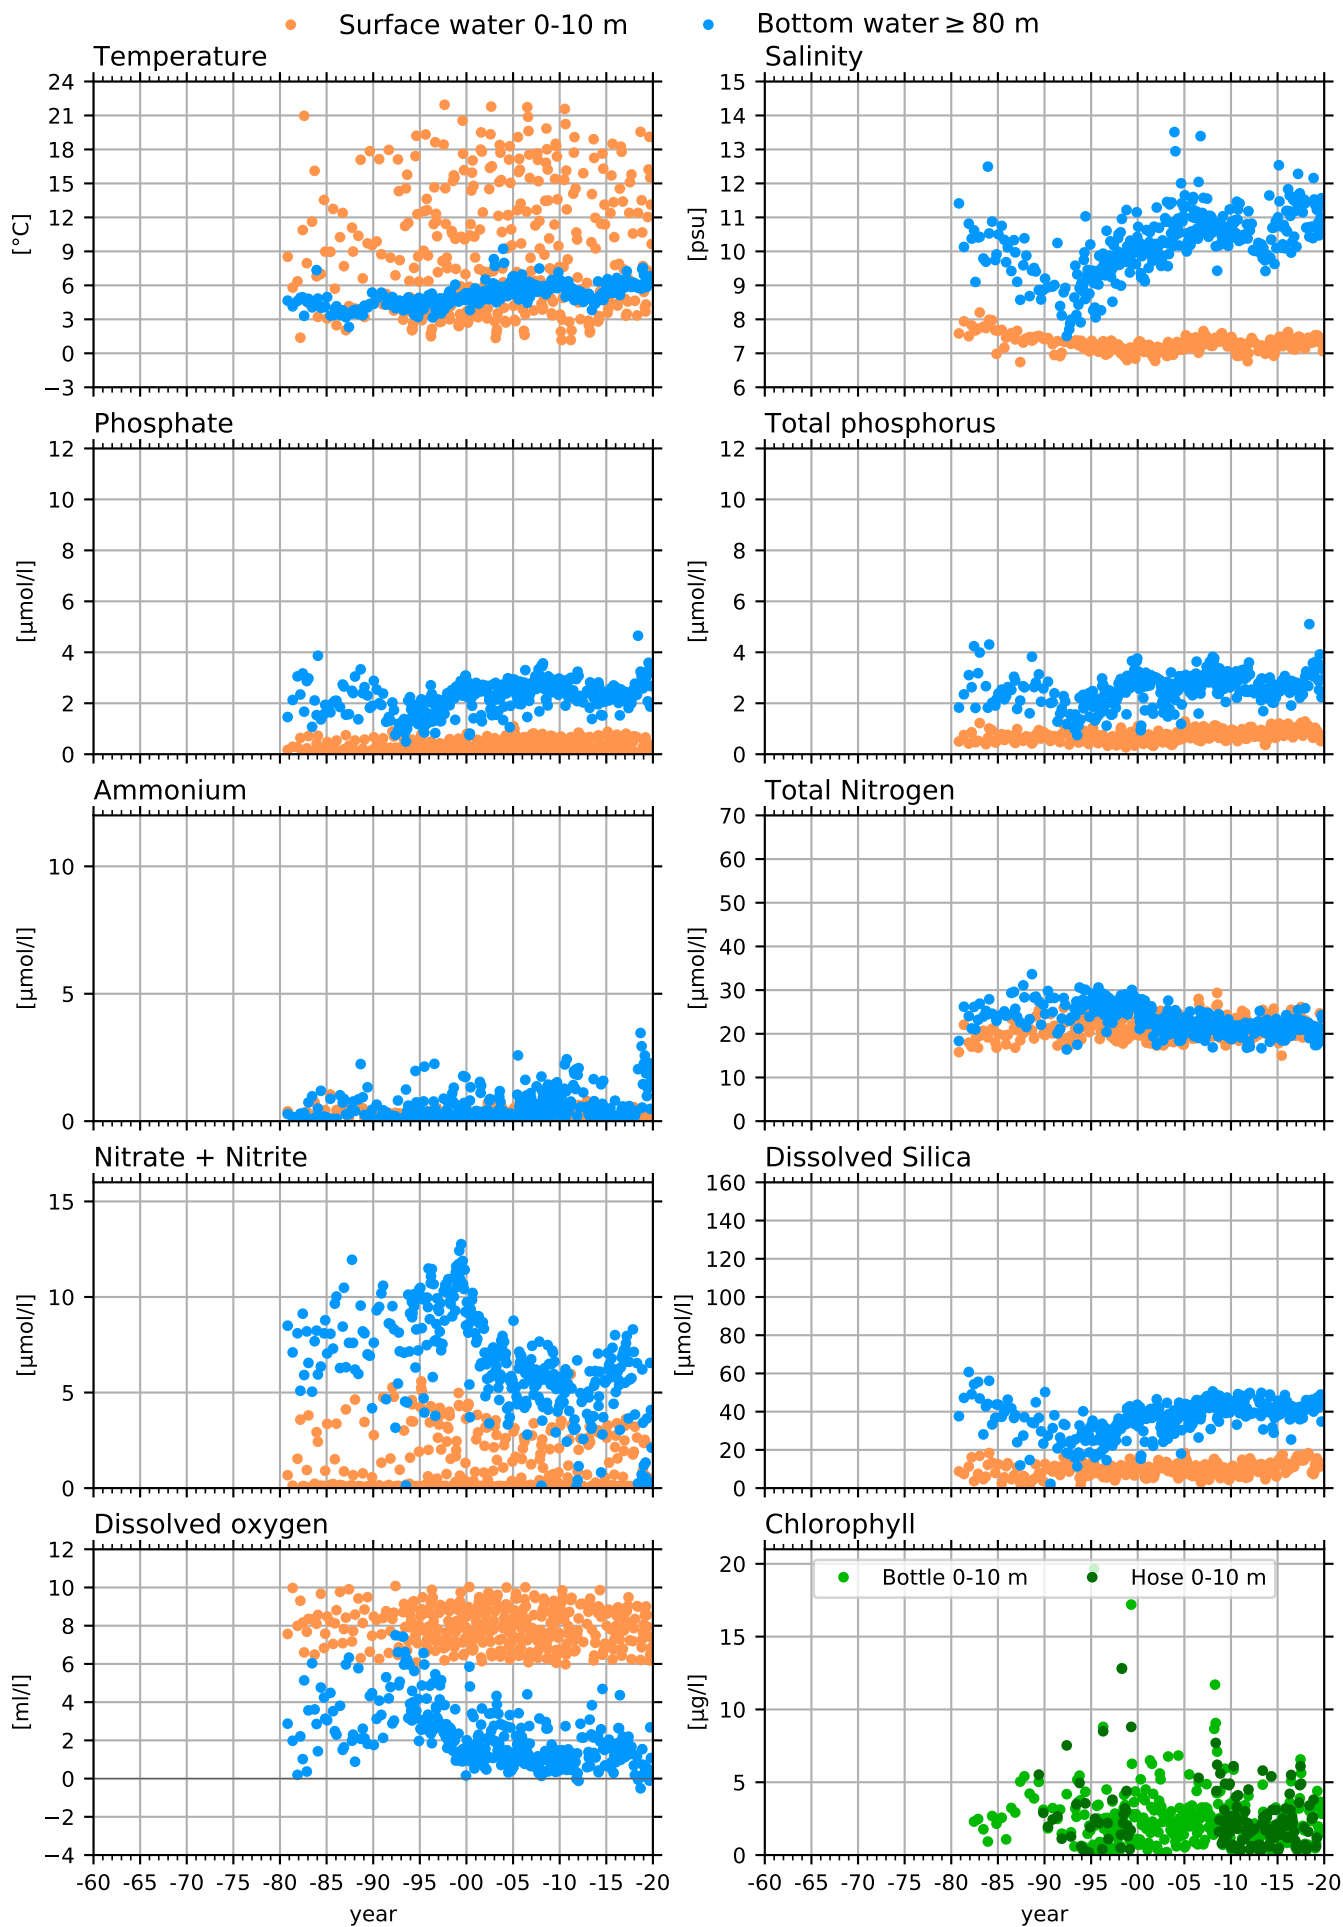 Surface water 0-10 m
Bottom water ≥ 80 m
Temperature
24
21
18
15
12
9
6
3
0
−3
[°C]
Salinity
15
14
13
12
11
10
9
8
7
6
[psu]
Phosphate
12
10
8
6
4
2
0
[µmol/l]
Total phosphorus
12
10
8
6
4
2
0
[µmol/l]
Ammonium
10
5
0
[µmol/l]
Total Nitrogen
70
60
50
40
30
20
10
0
[µmol/l]
Nitrate + Nitrite
15
10
5
0
[µmol/l]
Dissolved Silica
160
140
120
100
80
60
40
20
0
[µmol/l]
Dissolved oxygen
12
10
8
6
4
2
0
−2
−4
[ml/l]
-60 -65 -70 -75 -80 -85 -90 -95 -00 -05 -10 -15 -20
year
Chlorophyll
Bottle 0-10 m
Hose 0-10 m
20
15
10
5
0
[µg/l]
-60 -65 -70 -75 -80 -85 -90 -95 -00 -05 -10 -15 -20
year